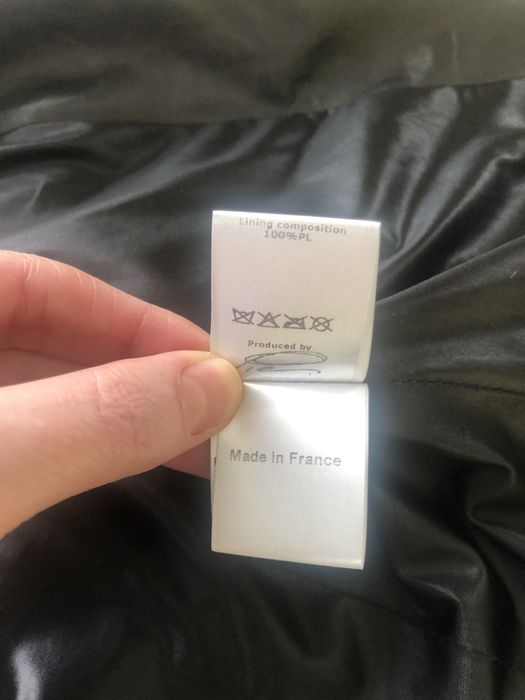 Lining composition
100%PL
Produced by
Made in France